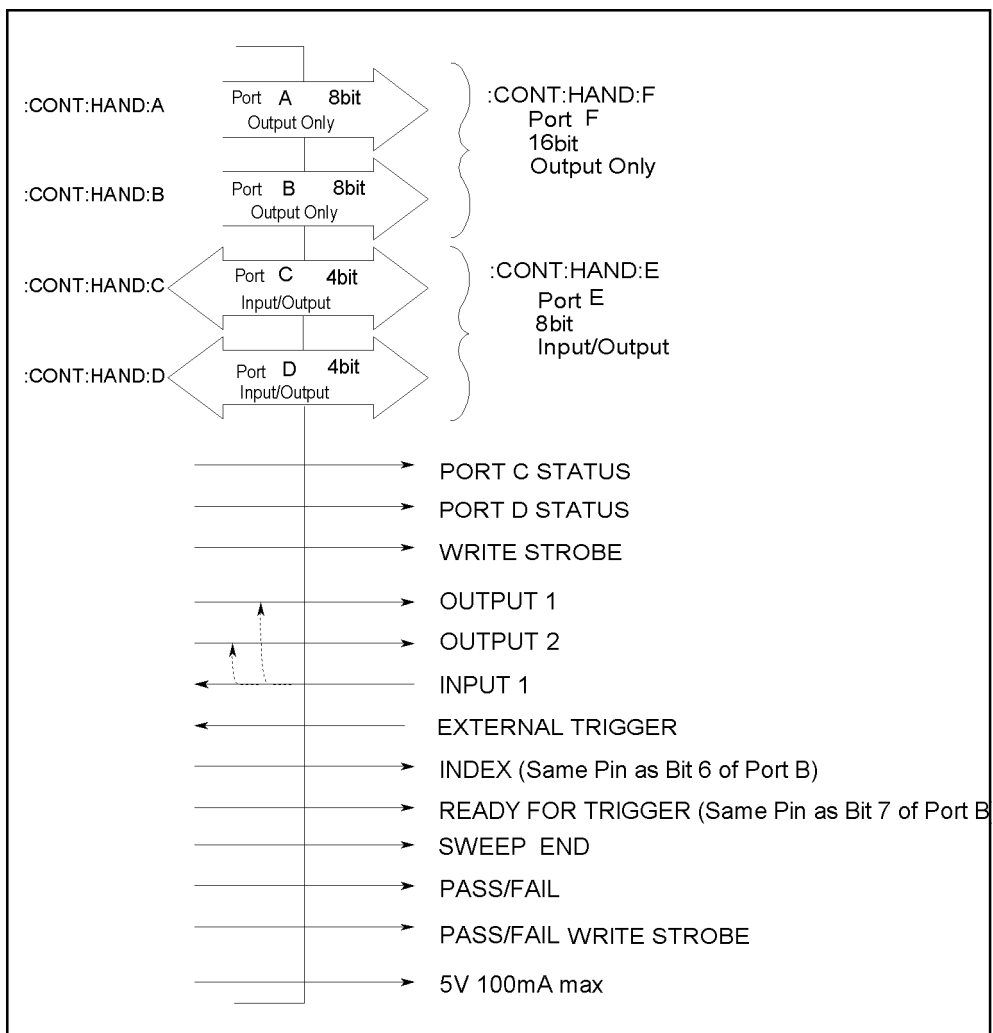 :CONT:HAND:A
Port A 8bit
Output Only
:CONT:HAND:B
Port B 8bit
Output Only
:CONT:HAND:C
Port C 4bit
Input/Output
:CONT:HAND:D
Port D 4bit
Input/Output
:CONT:HAND:F
Port F
16bit
Output Only
:CONT:HAND:E
Port E
8bit
Input/Output
PORT C STATUS
PORT D STATUS
WRITE STROBE
OUTPUT 1
OUTPUT 2
INPUT 1
EXTERNAL TRIGGER
INDEX (Same Pin as Bit 6 of Port B)
READY FOR TRIGGER (Same Pin as Bit 7 of Port B
SWEEP END
PASS/FAIL
PASS/FAIL WRITE STROBE
5V 100mA max